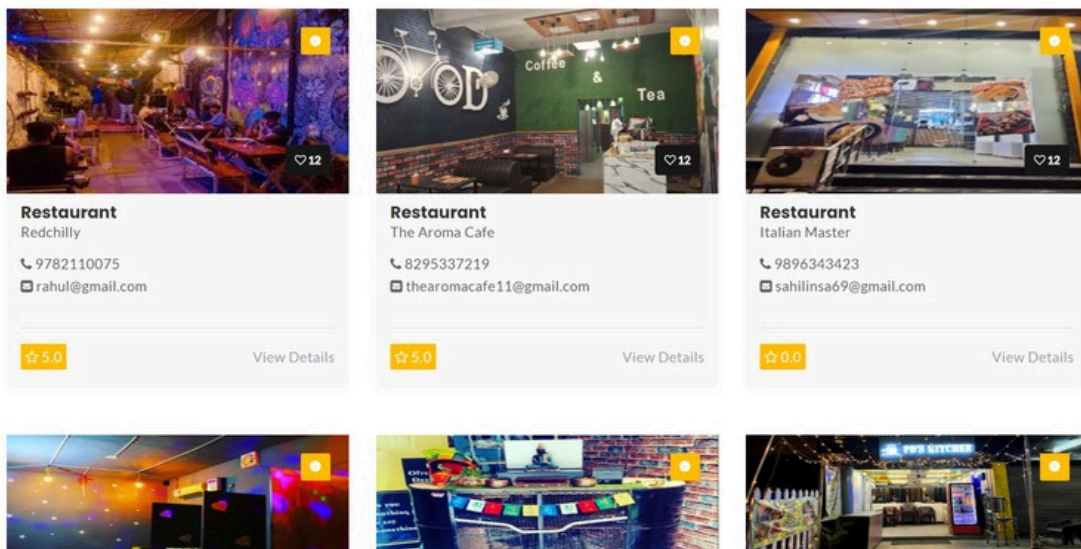 FOOD
Coffee
&
Tea
12
12
12
Restaurant
Redchilly
9782110075
rahul@gmail.com
5.0
View Details
Restaurant
The Aroma Cafe
8295337219
thearomacafe11@gmail.com
5.0
View Details
Restaurant
Italian Master
9896343423
sahilinsa69@gmail.com
0.0
View Details
PD'S KITCHEN